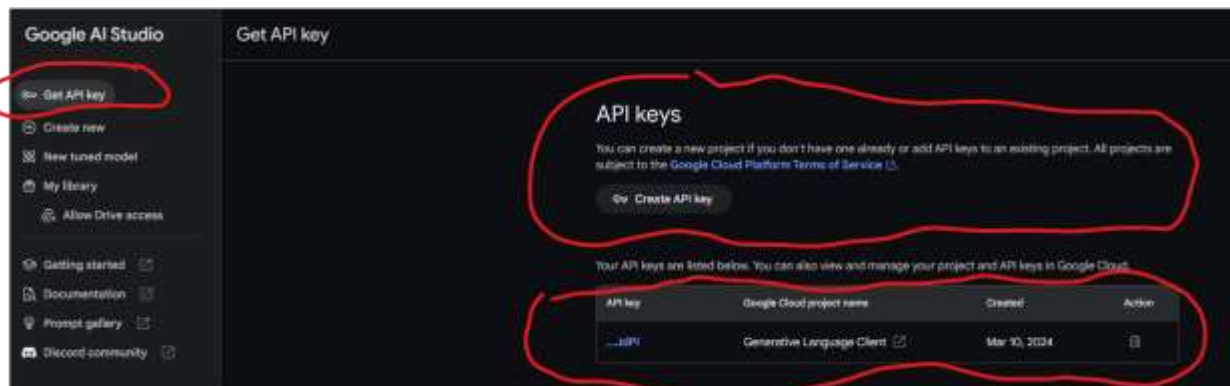 Google AI Studio
Get API key
Get API key
Create new
New tuned model
My library
Allow Drive access
Getting started
Documentation
Prompt gallery
Discord community
API keys
You can create a new project if you don't have one already or add API keys to an existing project. All projects are
subject to the Google Cloud Platform Terms of Service
Create API key
Your API keys are listed below. You can also view and manage your project and API keys in Google Cloud.
API key Google Cloud project name Created Action
Generative Language Client Mar 10, 2024